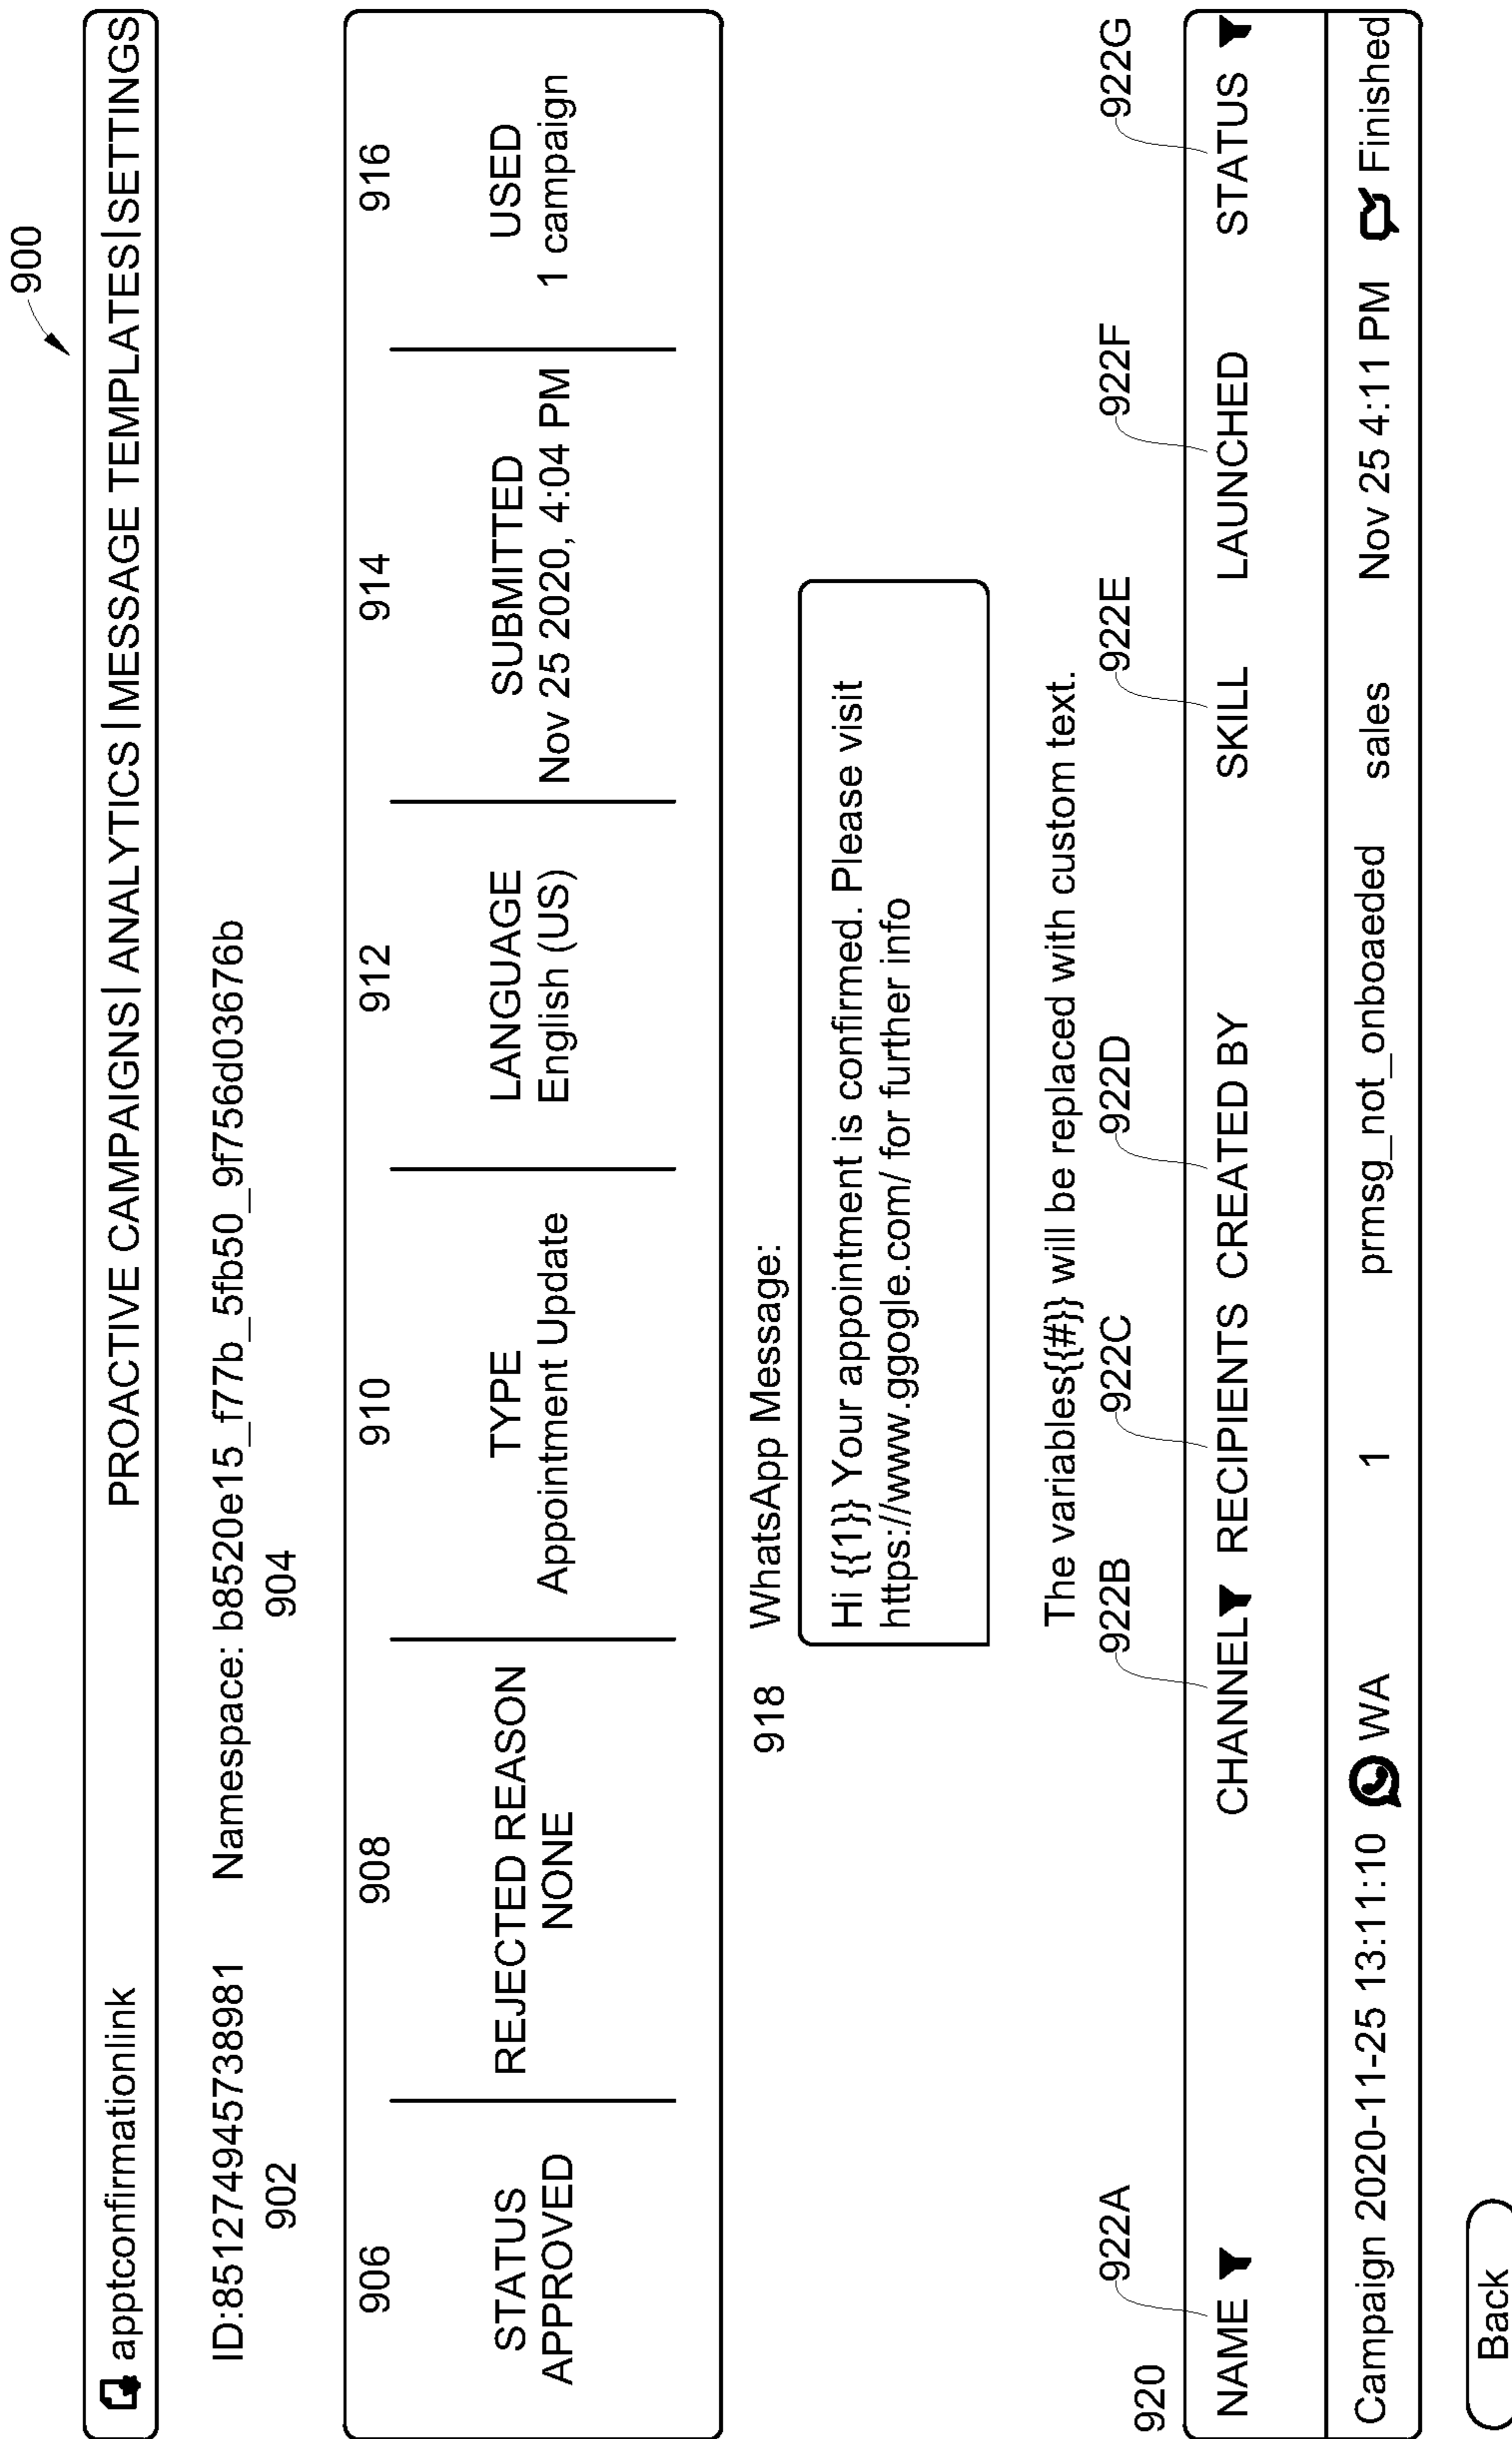 900
apptconfirmationlink PROACTIVE CAMPAIGNS| ANALYTICS |MESSAGE TEMPLATES|SETTINGS
ID:851274945738981 Namespace: b8520e15_f77b_5fb50_9f756d03676b
902 904
906 908 910 912 914 916
STATUS REJECTED REASON TYPE LANGUAGE SUBMITTED USED
APPROVED NONE Appointment Update English (US) Nov 25 2020, 4:04 PM 1 campaign
918 WhatsApp Message:
Hi {{1}} Your appointment is confirmed. Please visit
https://www.ggogle.com/ for further info
The variables{{#}} will be replaced with custom text.
920 922A 922B 922C 922D 922E 922F 922G
NAME CHANNEL RECIPIENTS CREATED BY SKILL LAUNCHED STATUS
Campaign 2020-11-25 13:11:10 WA 1 prmsg_not_onboaeded sales Nov 25 4:11 PM Finished
Back